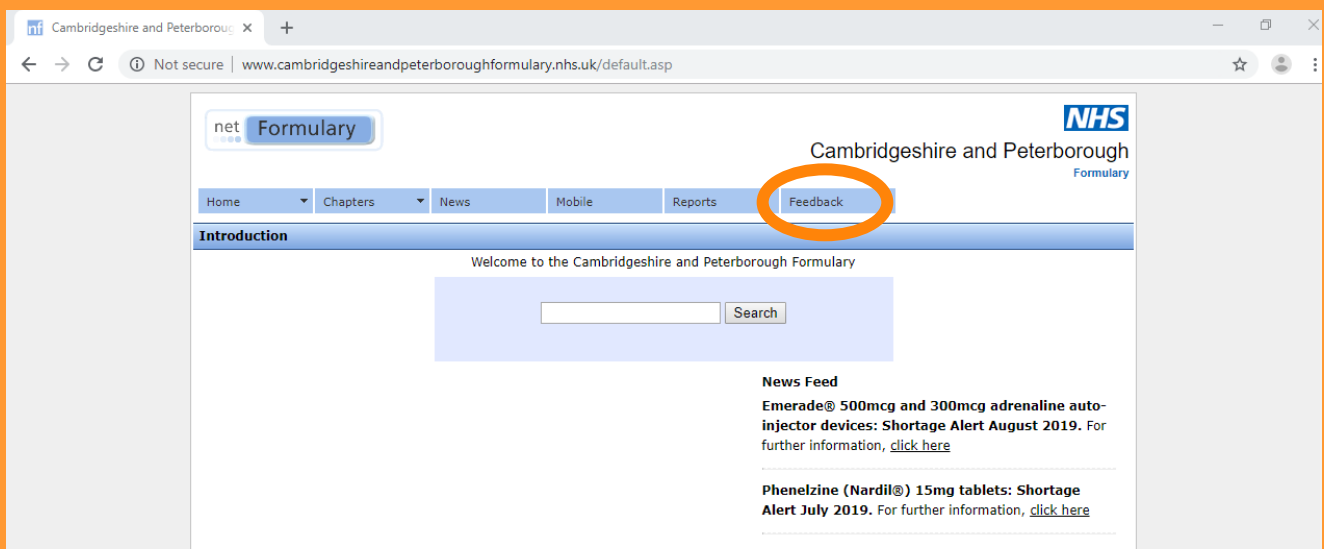 nf Cambridgeshire and Peterboroug
Not secure | www.cambridgeshireandpeterboroughformulary.nhs.uk/default.asp
net Formulary
NHS
Cambridgeshire and Peterborough
Formulary
Home Chapters News Mobile Reports Feedback
Introduction
Welcome to the Cambridgeshire and Peterborough Formulary
Search
News Feed
Emerade® 500mcg and 300mcg adrenaline auto-
injector devices: Shortage Alert August 2019. For
further information, click here
Phenelzine (Nardil®) 15mg tablets: Shortage
Alert July 2019. For further information, click here